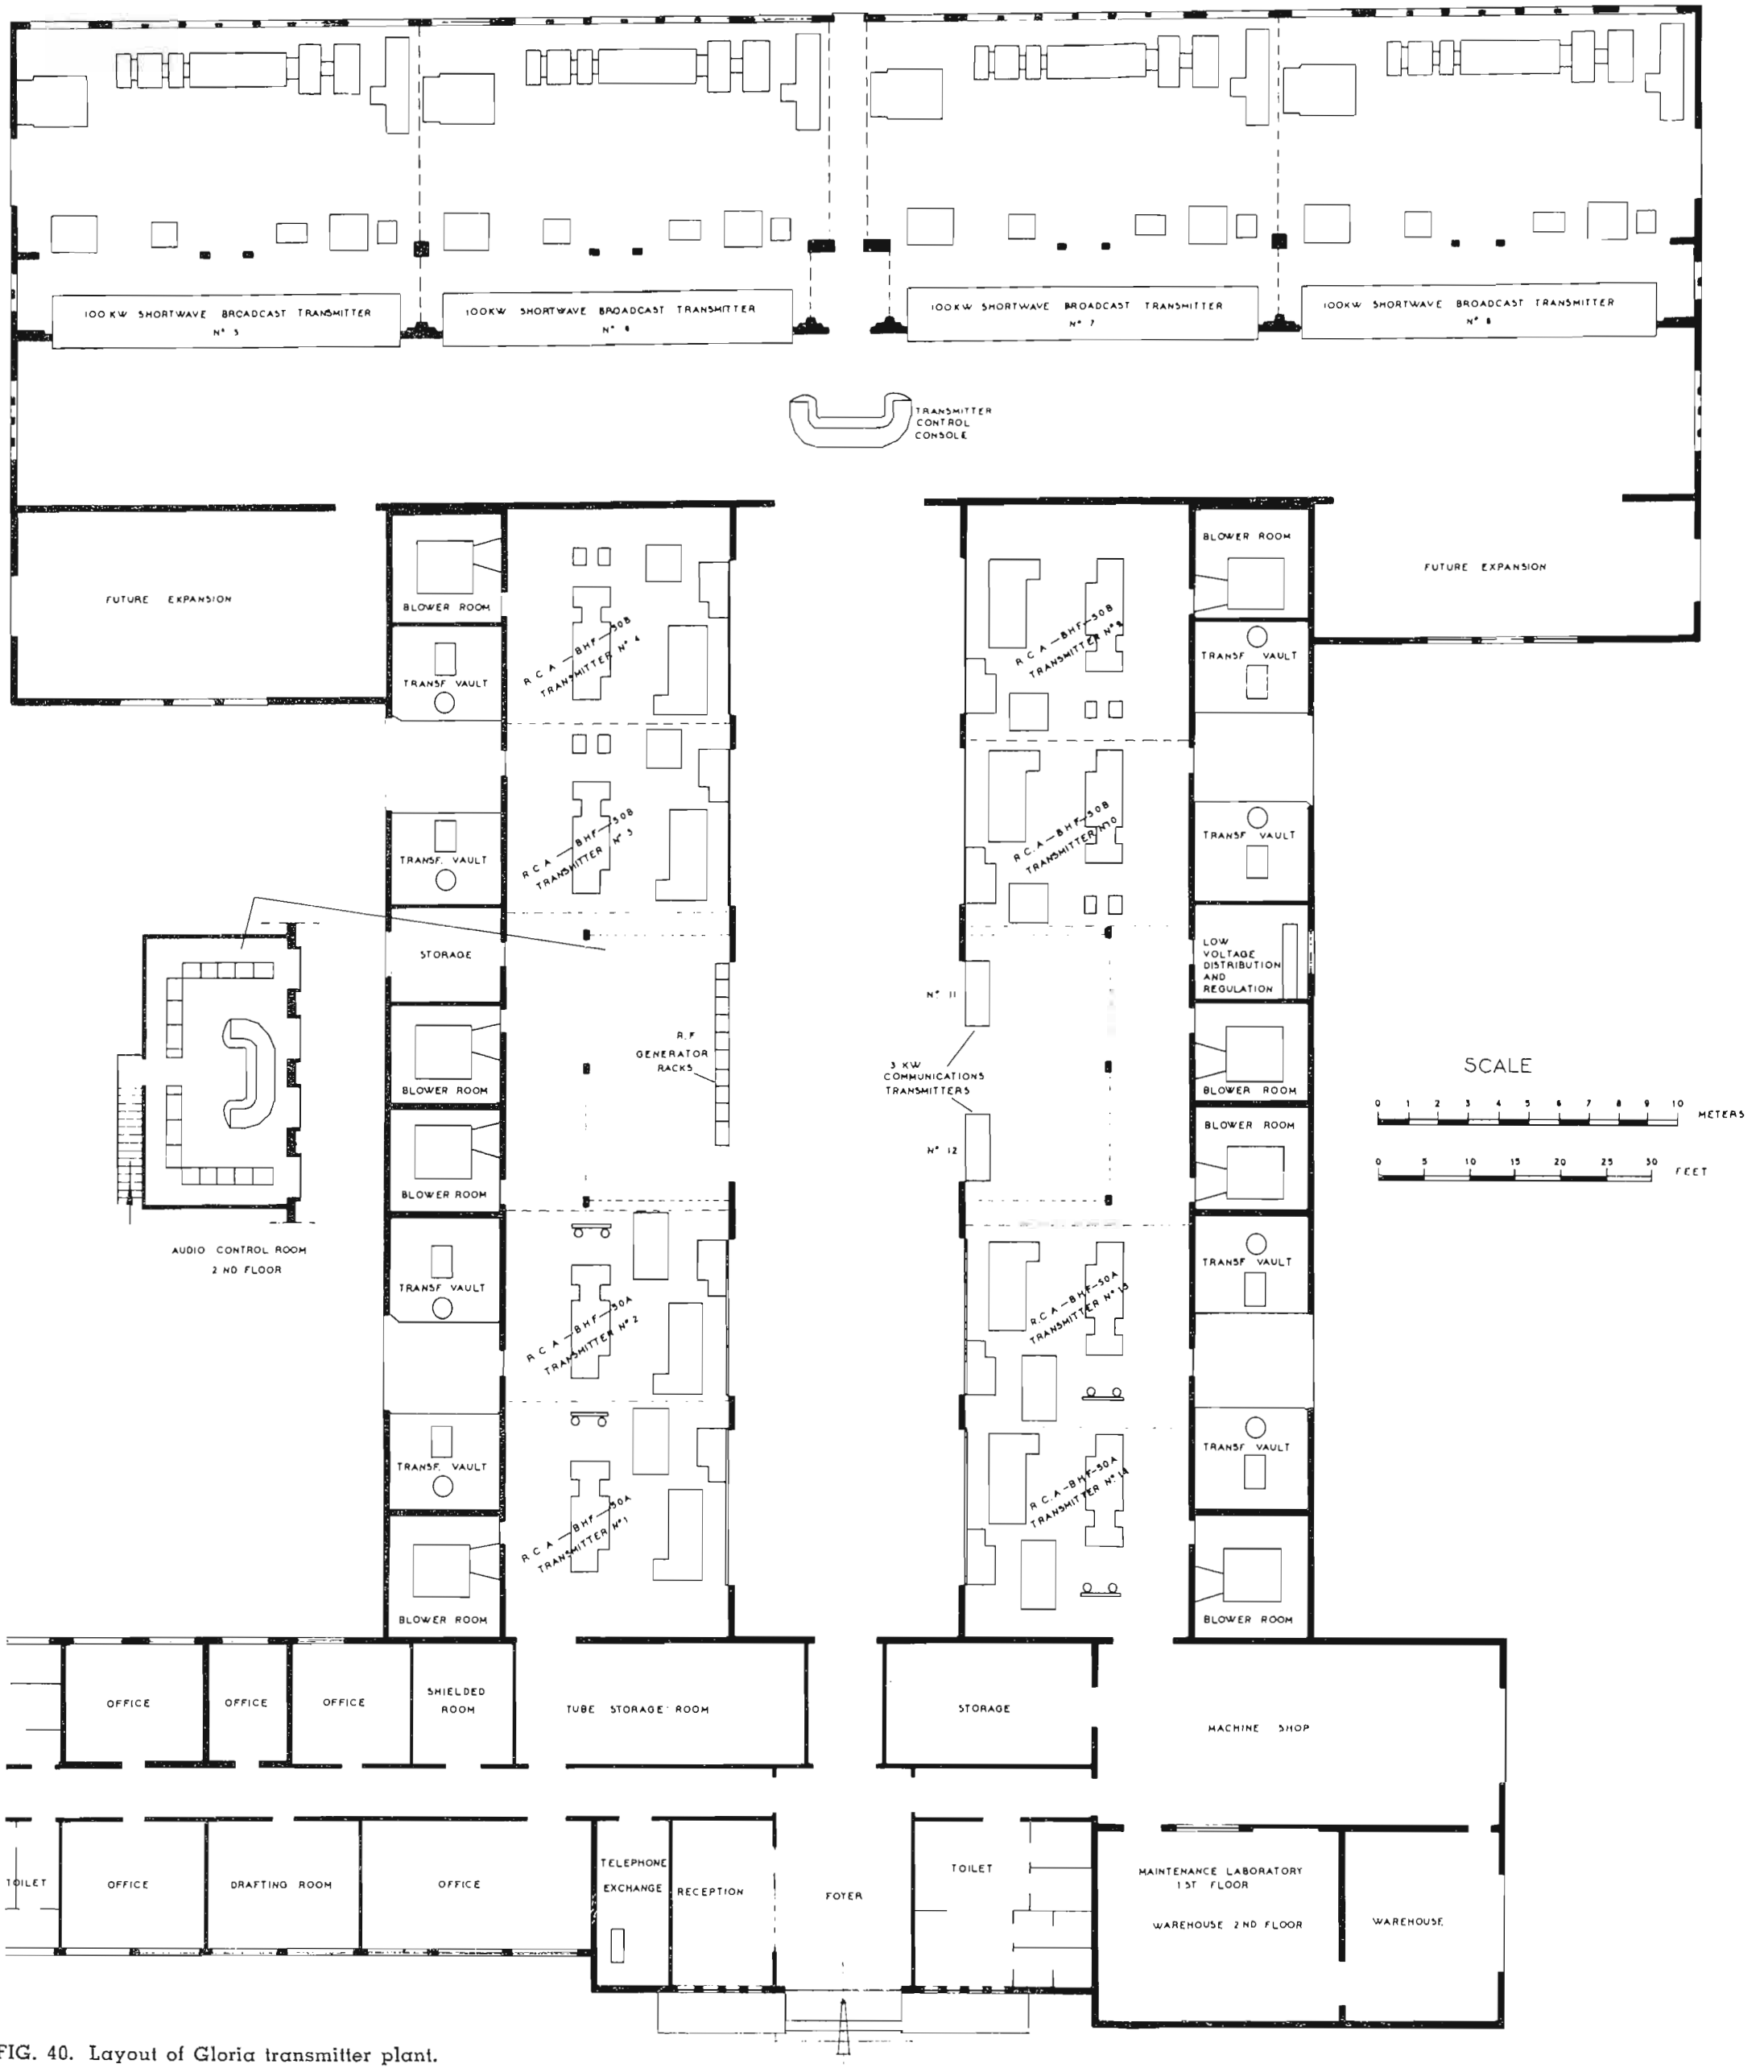 100 KW SHORTWAVE BROADCAST TRANSMITTER
Nº 5
100KW SHORTWAVE BROADCAST TRANSMITTER
Nº 6
100KW SHORTWAVE BROADCAST TRANSMITTER
Nº 7
100KW SHORTWAVE BROADCAST TRANSMITTER
Nº 8
TRANSMITTER
CONTROL
CONSOLE
FUTURE EXPANSION
BLOWER ROOM
TRANSF VAULT
RCA-BHF-50B
TRANSMITTER Nº 4
RCA-BHF-50B
TRANSMITTER Nº 9
BLOWER ROOM
TRANSF VAULT
FUTURE EXPANSION
TRANSF. VAULT
RCA-BHF-50B
TRANSMITTER Nº 3
R.C.A-BHF-50B
TRANSMITTER Nº10
TRANSF VAULT
STORAGE
LOW
VOLTAGE
DISTRIBUTION
AND
REGULATION
Nº 11
R.F
GENERATOR
RACKS
3 KW
COMMUNICATIONS
TRANSMITTERS
Nº 12
BLOWER ROOM
BLOWER ROOM
BLOWER ROOM
BLOWER ROOM
SCALE
0 1 2 3 4 5 6 7 8 9 10 METERS
0 5 10 15 20 25 30 FEET
AUDIO CONTROL ROOM
2 ND FLOOR
TRANSF VAULT
RCA-BHF-50A
TRANSMITTER Nº 2
R.C.A-BHF-50A
TRANSMITTER Nº 13
TRANSF VAULT
TRANSF. VAULT
RCA-BHF-50A
TRANSMITTER Nº 1
R.C.A-BHF-50A
TRANSMITTER Nº 14
TRANSF VAULT
BLOWER ROOM
BLOWER ROOM
OFFICE
OFFICE
OFFICE
SHIELDED
ROOM
TUBE STORAGE ROOM
STORAGE
MACHINE SHOP
TOILET
OFFICE
DRAFTING ROOM
OFFICE
TELEPHONE
EXCHANGE
RECEPTION
FOYER
TOILET
MAINTENANCE LABORATORY
1 ST FLOOR
WAREHOUSE 2 ND FLOOR
WAREHOUSE
FIG. 40. Layout of Gloria transmitter plant.